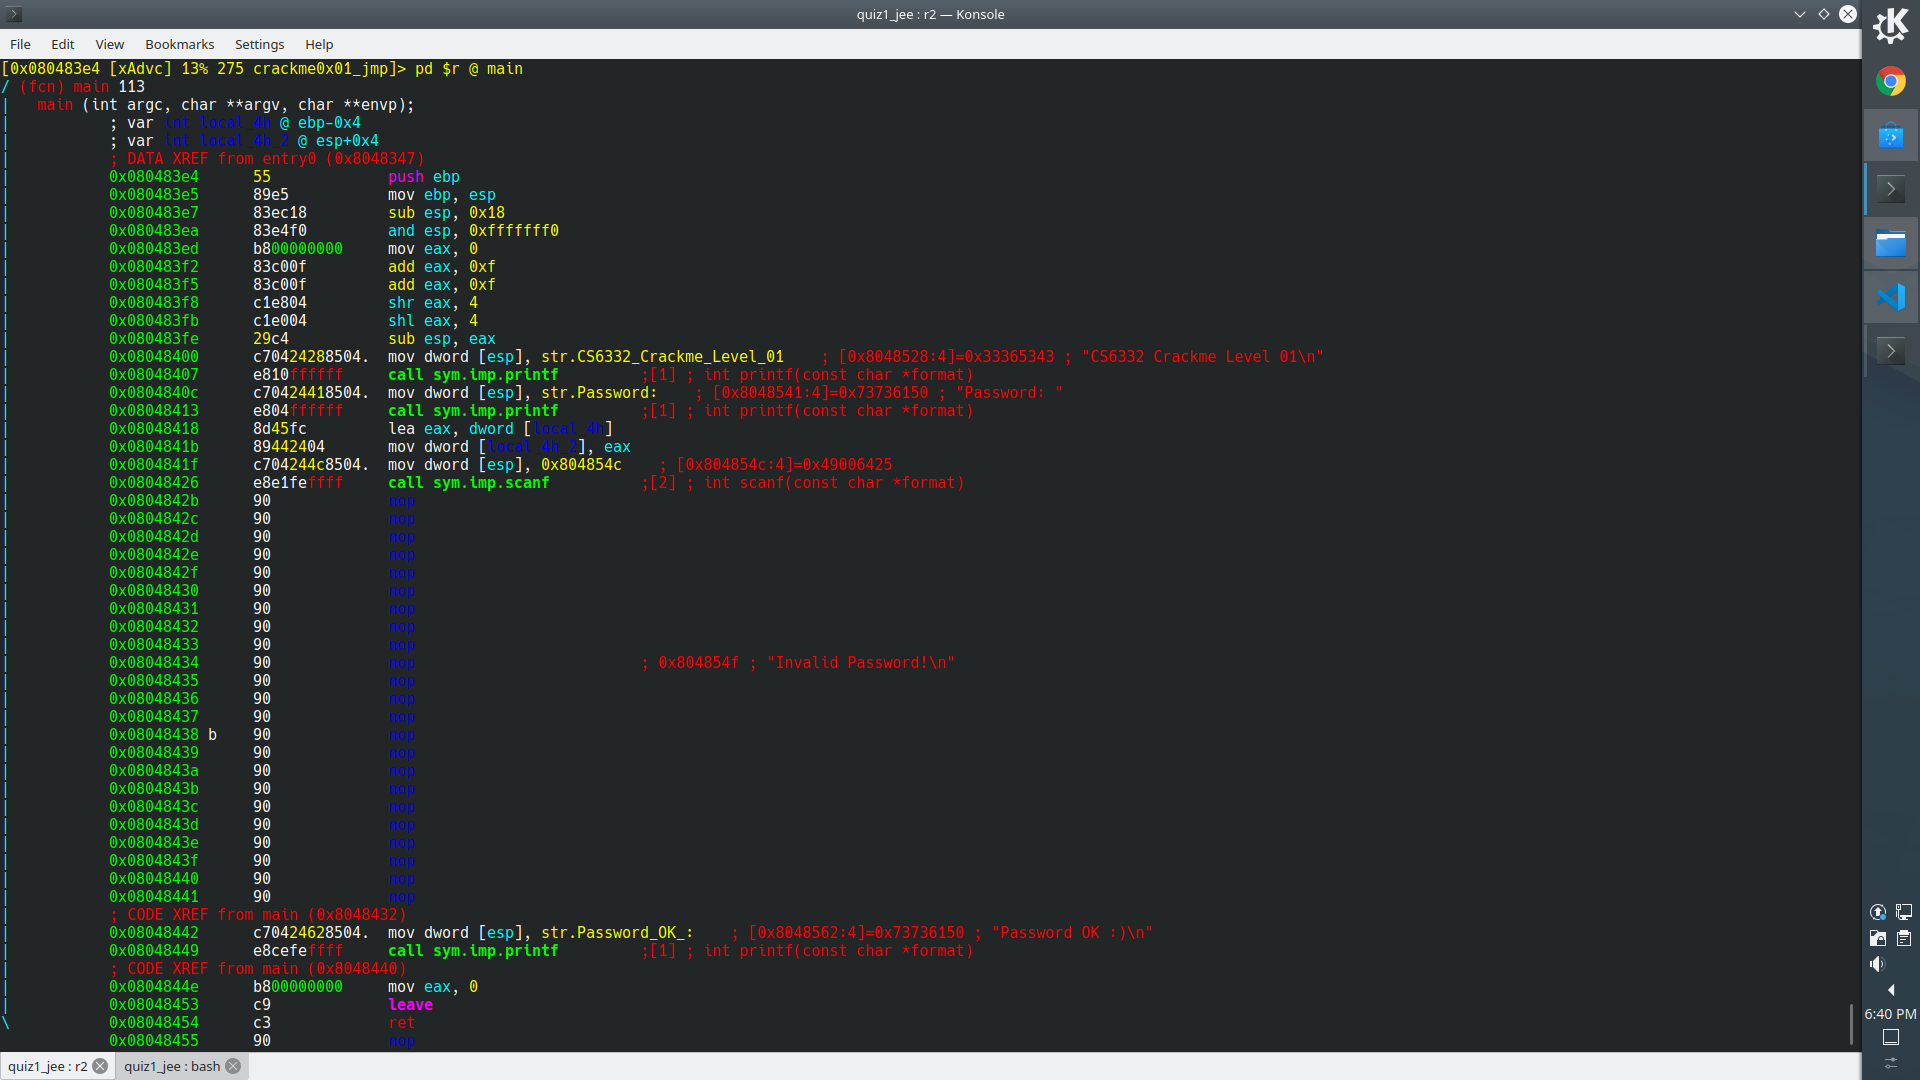 quiz1_jee : r2 — Konsole
File Edit View Bookmarks Settings Help
[0x080483e4 [xAdvc] 13% 275 crackme0x01_jmp]> pd $r @ main
/ (fcn) main 113
| main (int argc, char **argv, char **envp);
| ; var int local_4h @ ebp-0x4
| ; var int local_4h_2 @ esp+0x4
| ; DATA XREF from entry0 (0x8048347)
| 0x080483e4 55 push ebp
| 0x080483e5 89e5 mov ebp, esp
| 0x080483e7 83ec18 sub esp, 0x18
| 0x080483ea 83e4f0 and esp, 0xfffffff0
| 0x080483ed b800000000 mov eax, 0
| 0x080483f2 83c00f add eax, 0xf
| 0x080483f5 83c00f add eax, 0xf
| 0x080483f8 c1e804 shr eax, 4
| 0x080483fb c1e004 shl eax, 4
| 0x080483fe 29c4 sub esp, eax
| 0x08048400 c70424288504. mov dword [esp], str.CS6332_Crackme_Level_01 ; [0x8048528:4]=0x33365343 ; "CS6332 Crackme Level 01\n"
| 0x08048407 e810ffffff call sym.imp.printf ;[1] ; int printf(const char *format)
| 0x0804840c c70424418504. mov dword [esp], str.Password: ; [0x8048541:4]=0x73736150 ; "Password: "
| 0x08048413 e804ffffff call sym.imp.printf ;[1] ; int printf(const char *format)
| 0x08048418 8d45fc lea eax, dword [local_4h]
| 0x0804841b 89442404 mov dword [local_4h_2], eax
| 0x0804841f c704244c8504. mov dword [esp], 0x804854c ; [0x804854c:4]=0x49006425
| 0x08048426 e8e1feffff call sym.imp.scanf ;[2] ; int scanf(const char *format)
| 0x0804842b 90 nop
| 0x0804842c 90 nop
| 0x0804842d 90 nop
| 0x0804842e 90 nop
| 0x0804842f 90 nop
| 0x08048430 90 nop
| 0x08048431 90 nop
| 0x08048432 90 nop
| 0x08048433 90 nop
| 0x08048434 90 nop ; 0x804854f ; "Invalid Password!\n"
| 0x08048435 90 nop
| 0x08048436 90 nop
| 0x08048437 90 nop
| 0x08048438 b 90 nop
| 0x08048439 90 nop
| 0x0804843a 90 nop
| 0x0804843b 90 nop
| 0x0804843c 90 nop
| 0x0804843d 90 nop
| 0x0804843e 90 nop
| 0x0804843f 90 nop
| 0x08048440 90 nop
| 0x08048441 90 nop
| ; CODE XREF from main (0x8048432)
| 0x08048442 c70424628504. mov dword [esp], str.Password_OK_: ; [0x8048562:4]=0x73736150 ; "Password OK :)\n"
| 0x08048449 e8cefeffff call sym.imp.printf ;[1] ; int printf(const char *format)
| ; CODE XREF from main (0x8048440)
| 0x0804844e b800000000 mov eax, 0
| 0x08048453 c9 leave
\ 0x08048454 c3 ret
0x08048455 90 nop
quiz1_jee : r2 quiz1_jee : bash
6:40 PM